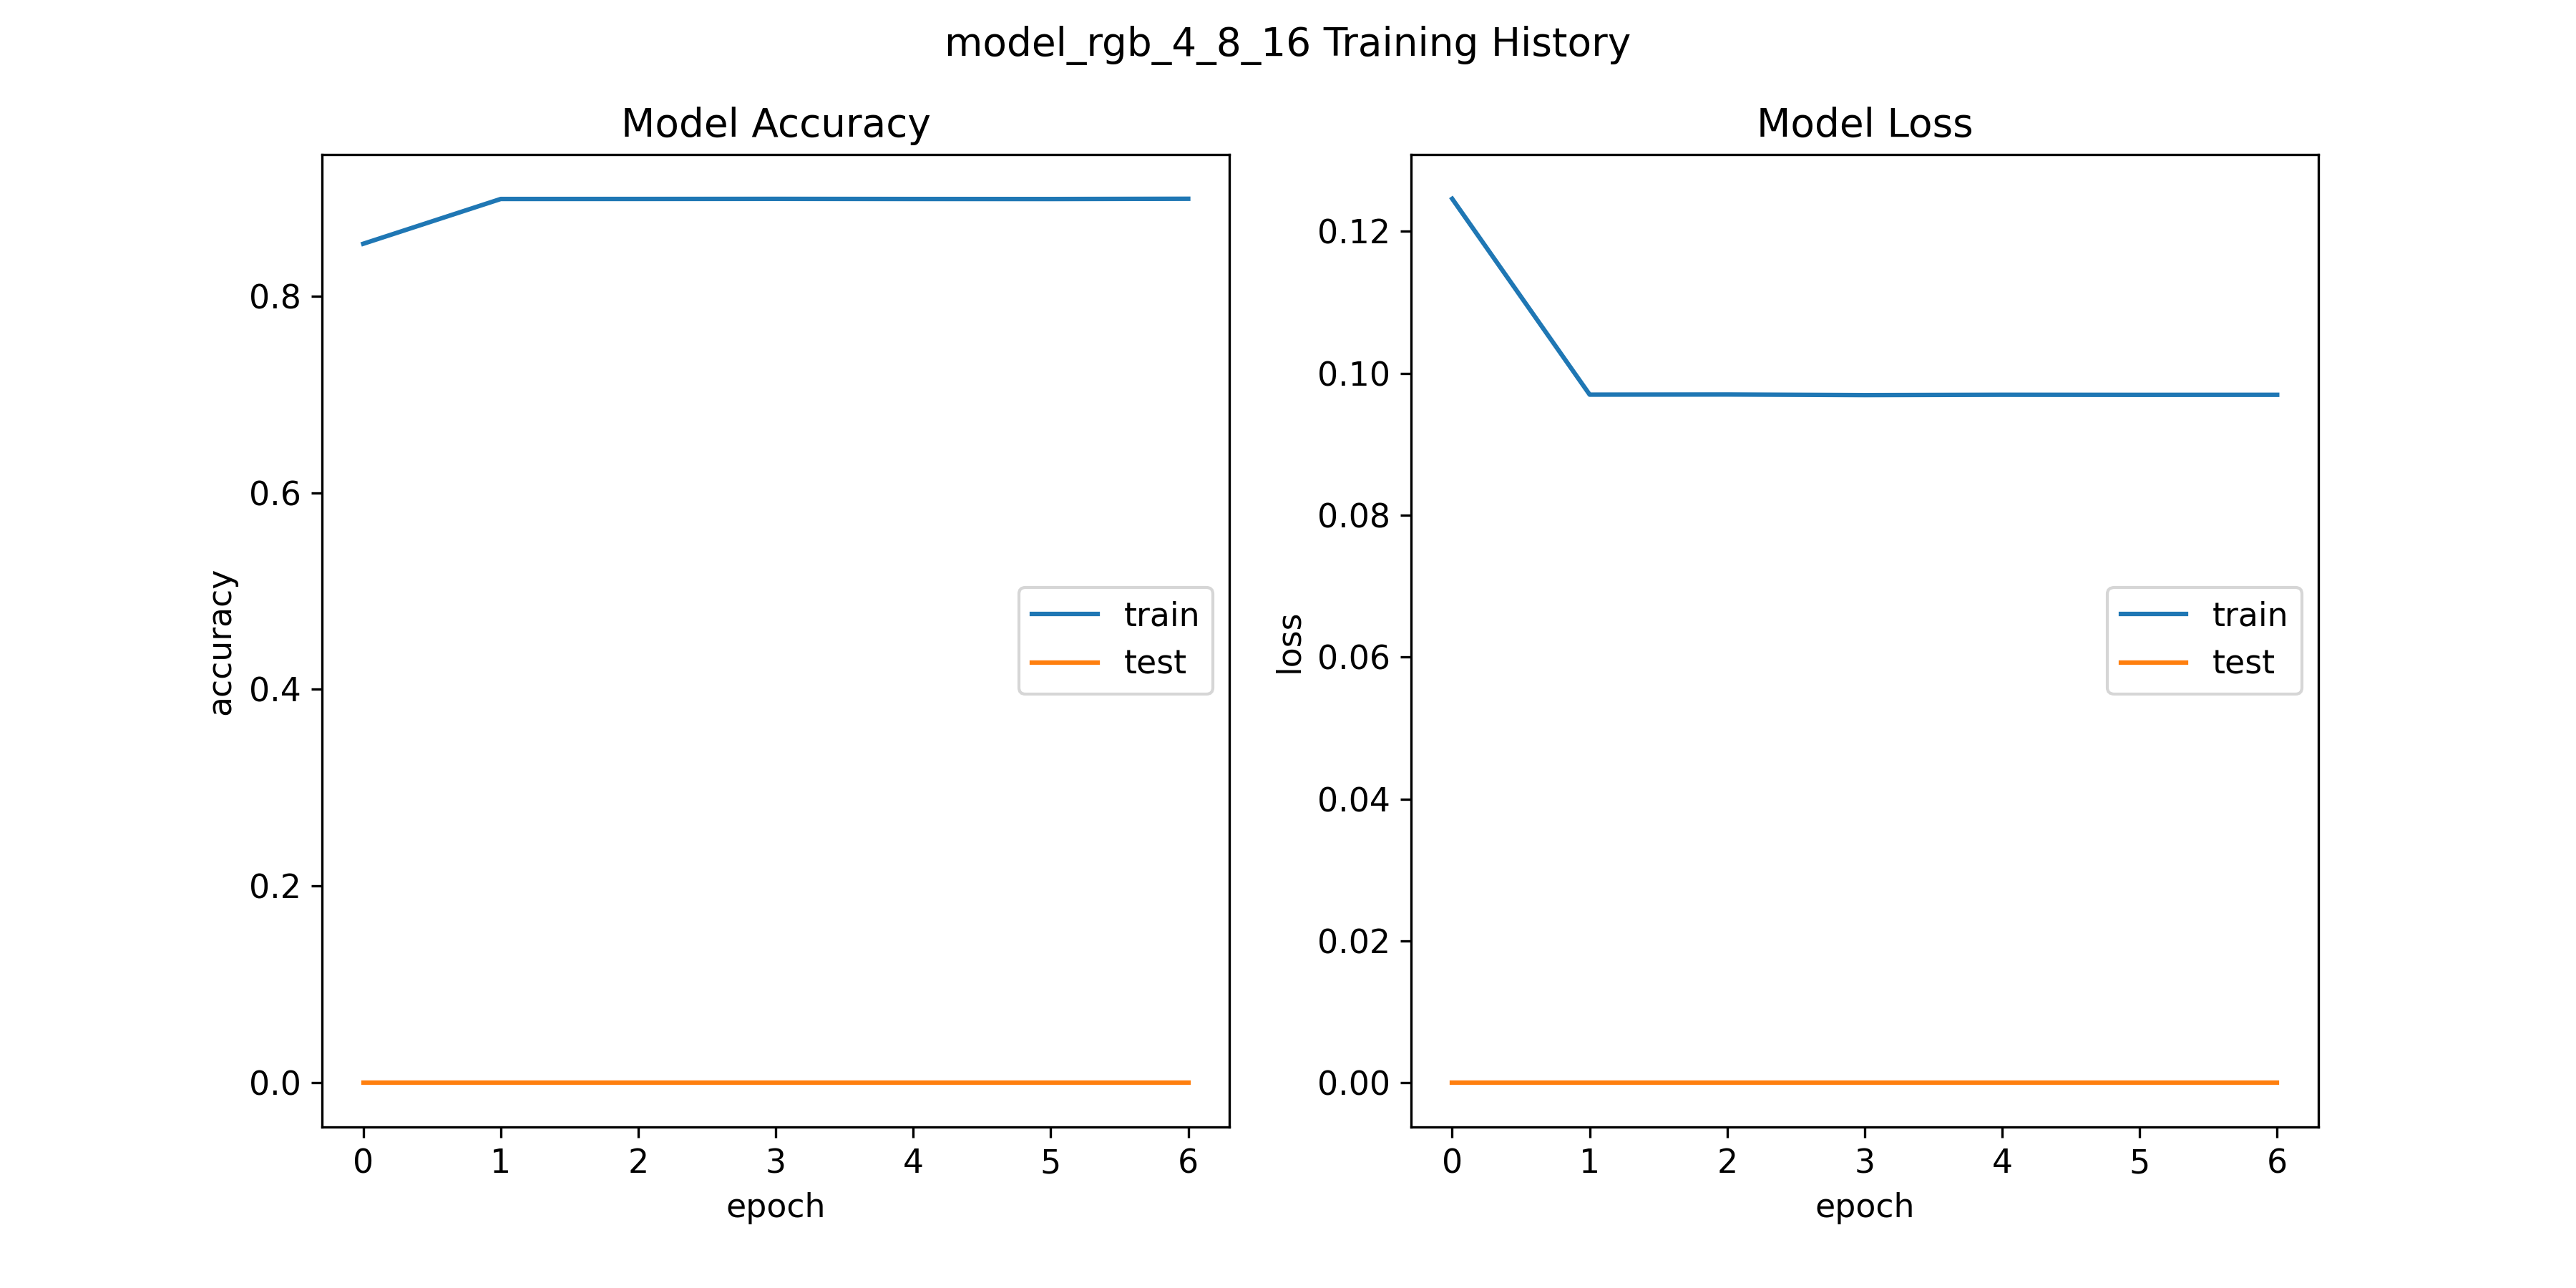 model_rgb_4_8_16 Training History
Model Accuracy
0.8
0.6
0.4
0.2
0.0
accuracy
train
test
0 1 2 3 4 5 6
epoch
Model Loss
0.12
0.10
0.08
0.06
0.04
0.02
0.00
loss
train
test
0 1 2 3 4 5 6
epoch